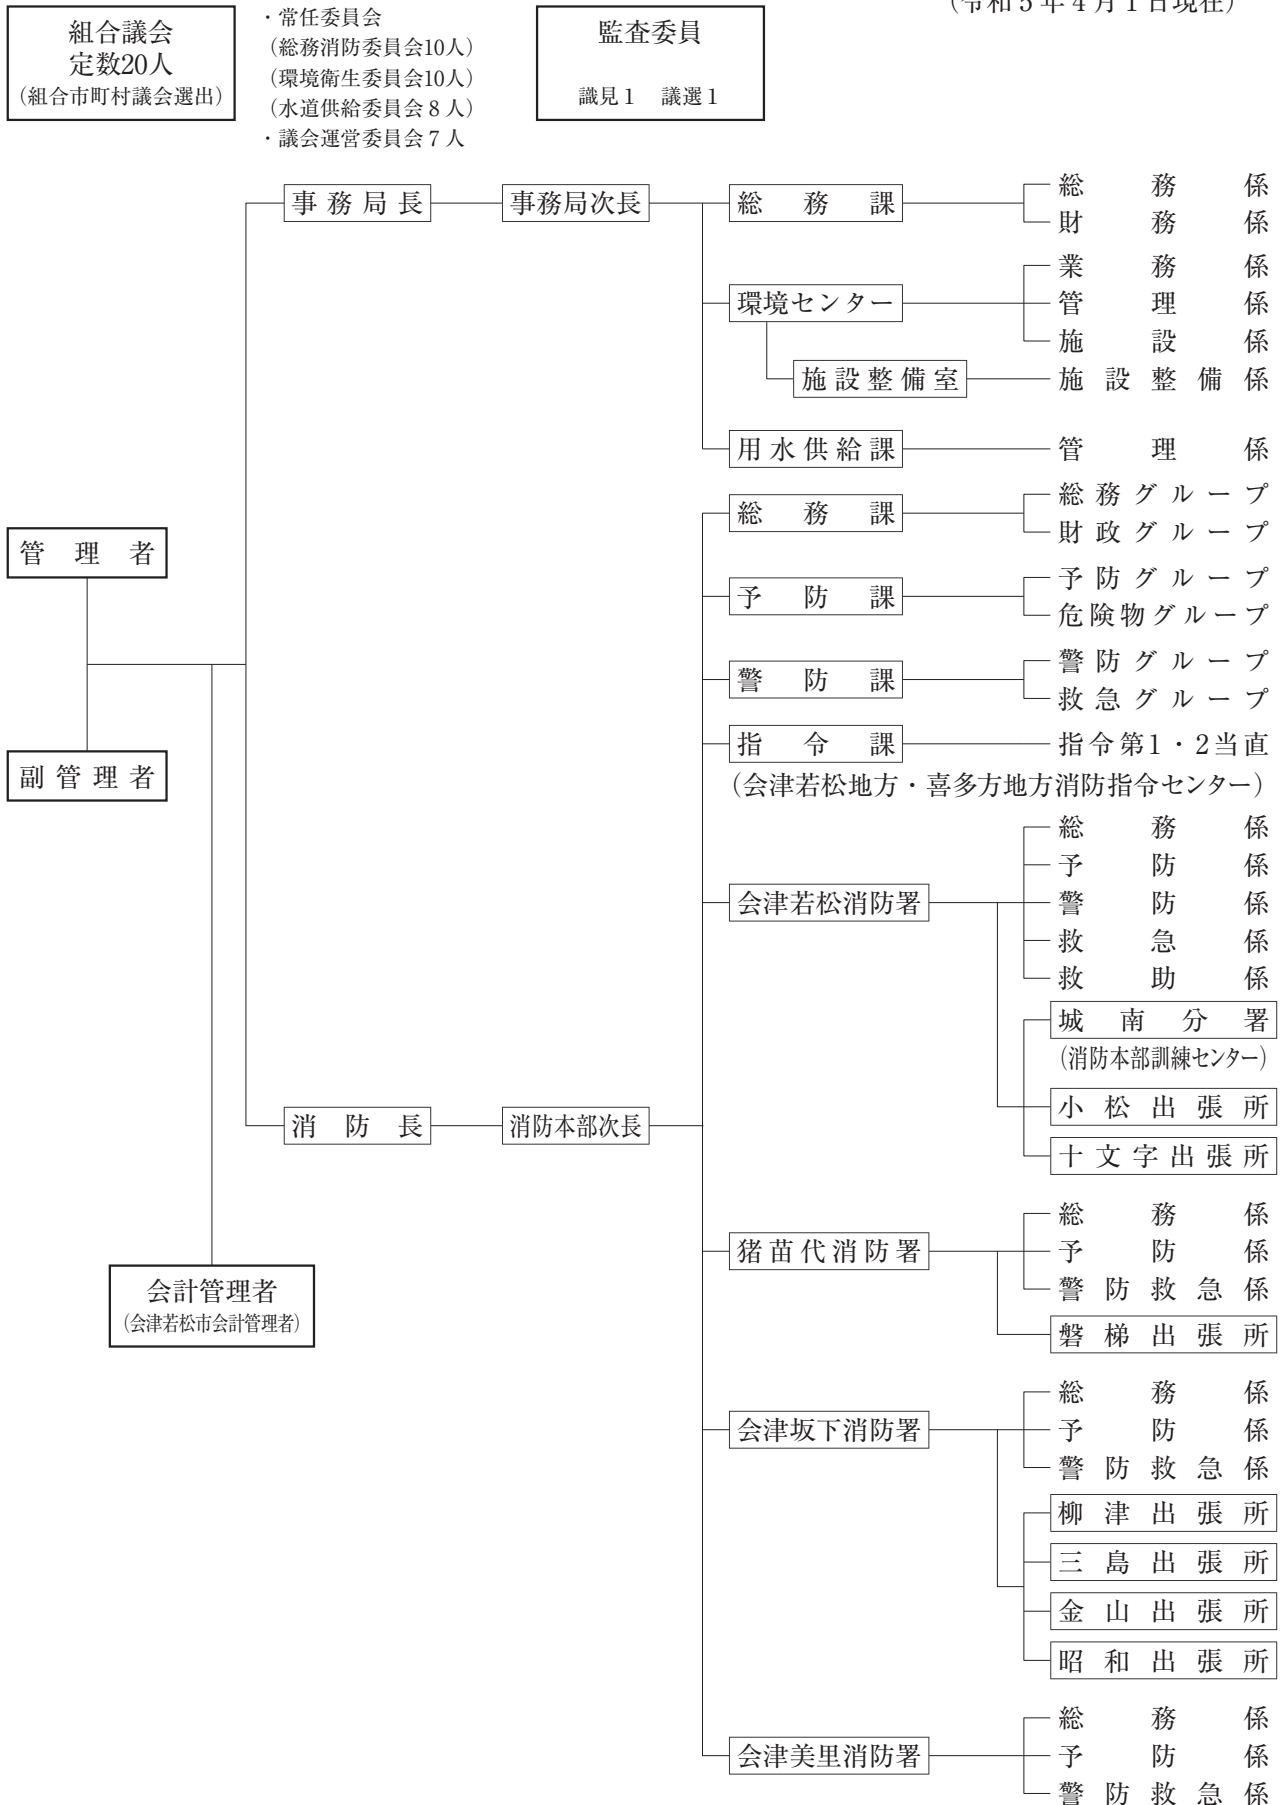 (令和5年4月1日現在)
組合議会
定数20人
(組合市町村議会選出)
・常任委員会
(総務消防委員会10人)
(環境衛生委員会10人)
(水道供給委員会8人)
・議会運営委員会7人
監査委員
識見1 議選1
管理者
副管理者
会計管理者
(会津若松市会計管理者)
事務局長
事務局次長
総務課
総務係
財務係
環境センター
業務係
管理係
施設係
施設整備室
施設整備係
用水供給課
管理係
消防長
消防本部次長
総務課
総務グループ
財政グループ
予防課
予防グループ
危険物グループ
警防課
警防グループ
救急グループ
指令課
指令第1・2当直
(会津若松地方・喜多方地方消防指令センター)
会津若松消防署
総務係
予防係
警防係
救急係
救助係
城南分署
(消防本部訓練センター)
小松出張所
十文字出張所
猪苗代消防署
総務係
予防係
警防救急係
磐梯出張所
会津坂下消防署
総務係
予防係
警防救急係
柳津出張所
三島出張所
金山出張所
昭和出張所
会津美里消防署
総務係
予防係
警防救急係